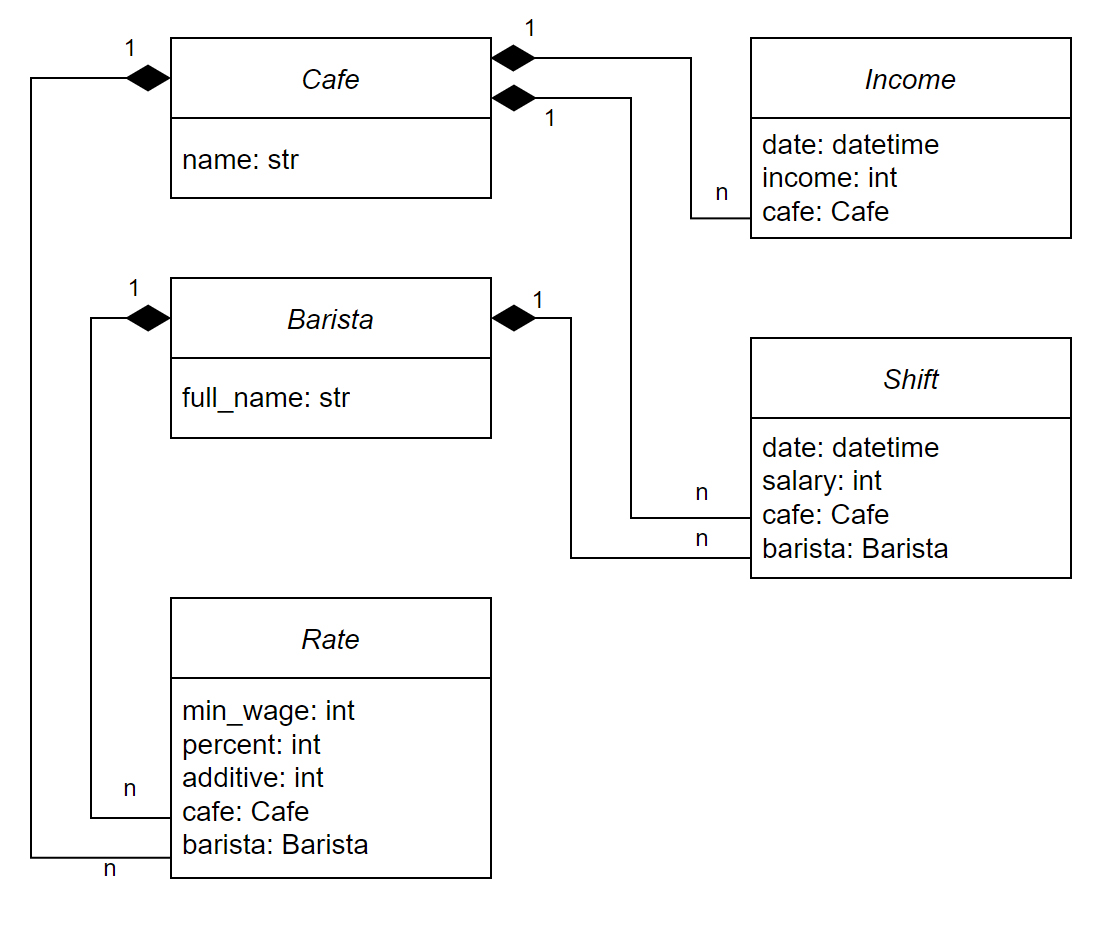 1
1
Cafe
1
name: str
Income
date: datetime
income: int
n
cafe: Cafe
1
1
Barista
full_name: str
Shift
date: datetime
salary: int
n
cafe: Cafe
n
barista: Barista
Rate
min_wage: int
percent: int
additive: int
n
cafe: Cafe
barista: Barista
n